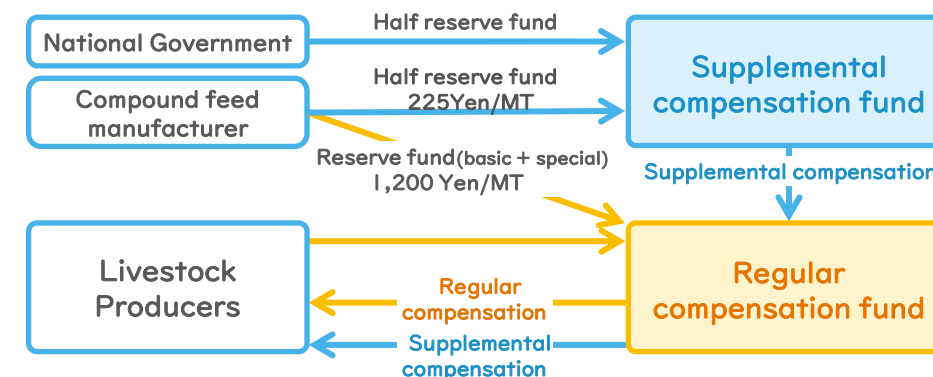 National Government
Half reserve fund
Compound feed
manufacturer
Half reserve fund
225Yen/MT
Supplemental
compensation fund
Reserve fund(basic + special)
1,200 Yen/MT
Supplemental compensation
Livestock
Producers
Regular
compensation fund
Regular
compensation
Supplemental
compensation